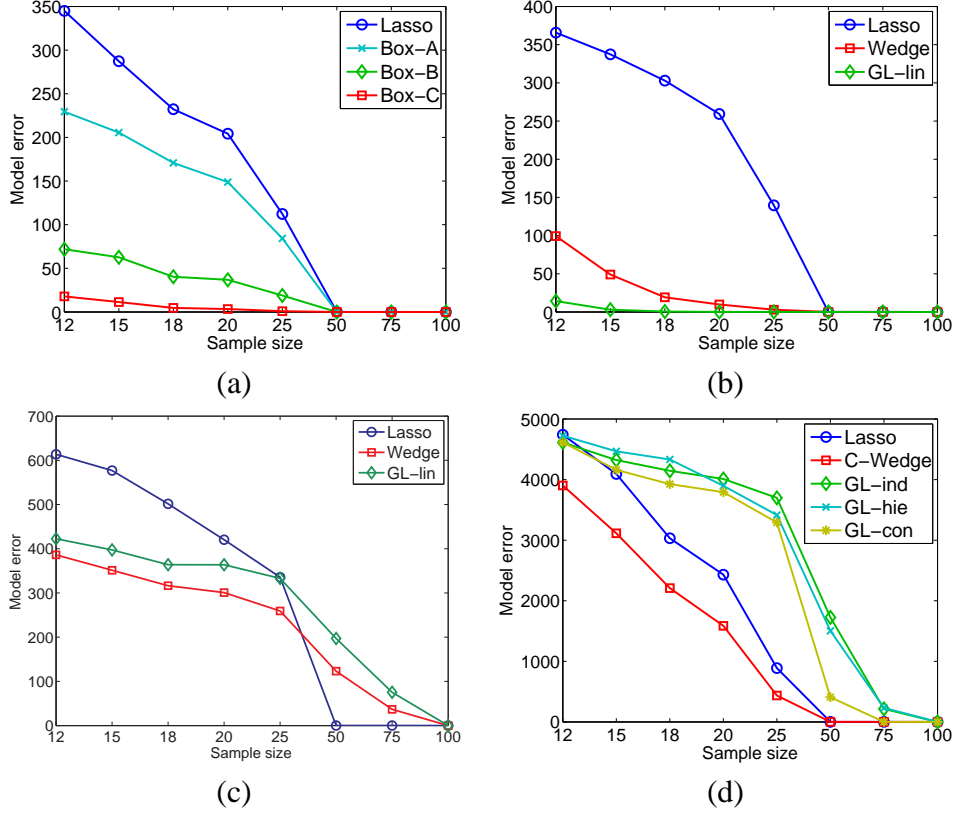 350
300
250
200
150
100
50
0
12 15 18 20 25 50 75 100
Model error
Sample size
Lasso
Box−A
Box−B
Box−C
(a)
400
350
300
250
200
150
100
50
0
12 15 18 20 25 50 75 100
Model error
Sample size
Lasso
Wedge
GL−lin
(b)
700
600
500
400
300
200
100
0
12 15 18 20 25 50 75 100
Model error
Sample size
Lasso
Wedge
GL−lin
(c)
5000
4000
3000
2000
1000
0
12 15 18 20 25 50 75 100
Model error
Sample size
Lasso
C−Wedge
GL−ind
GL−hie
GL−con
(d)